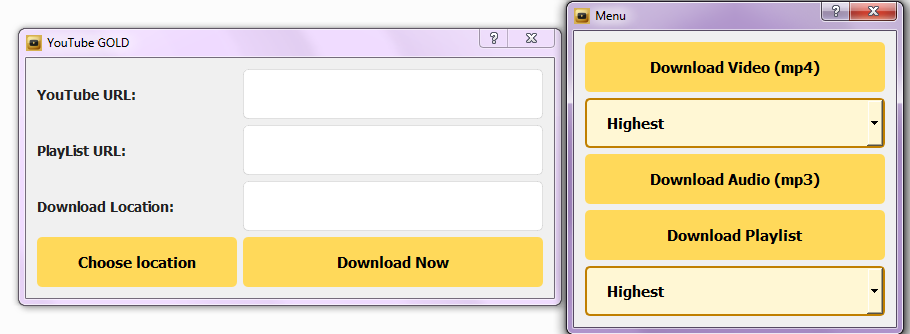 YouTube GOLD
YouTube URL:
PlayList URL:
Download Location:
Choose location
Download Now
Menu
Download Video (mp4)
Highest
Download Audio (mp3)
Download Playlist
Highest